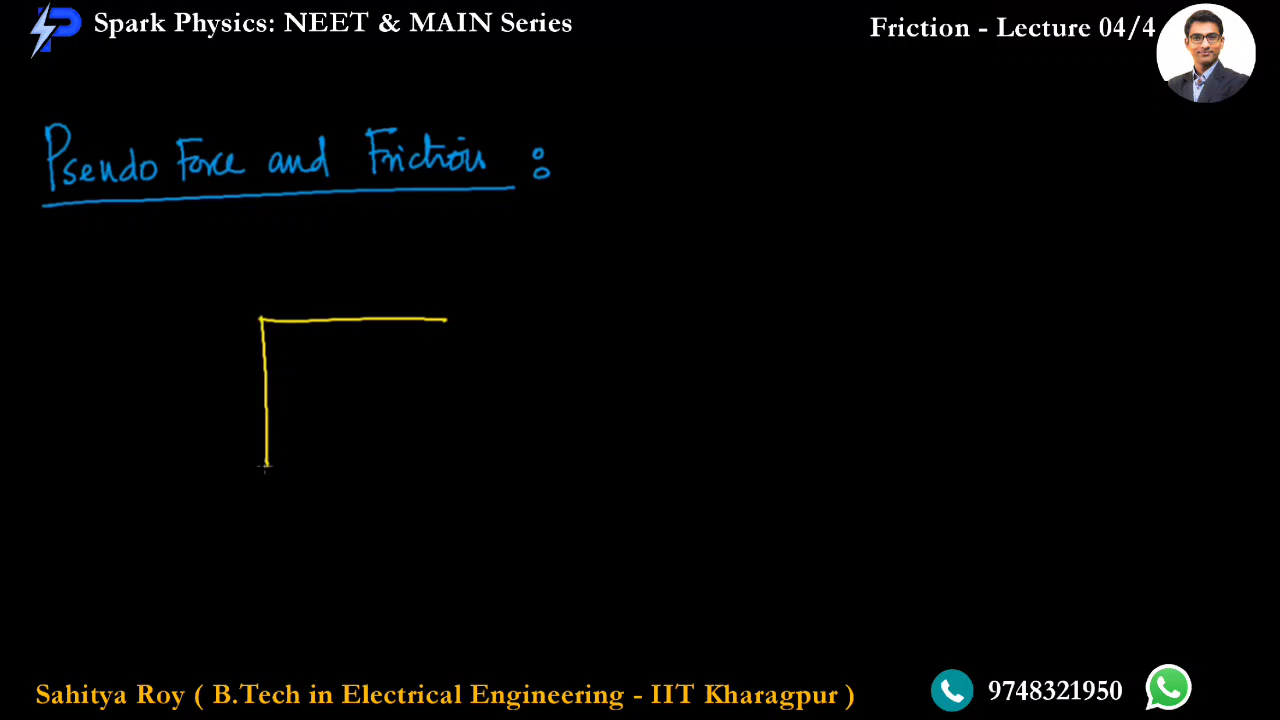 Spark Physics: NEET & MAIN Series
Friction - Lecture 04/4
Psendo Force and Friction :
Sahitya Roy ( B.Tech in Electrical Engineering - IIT Kharagpur )
9748321950